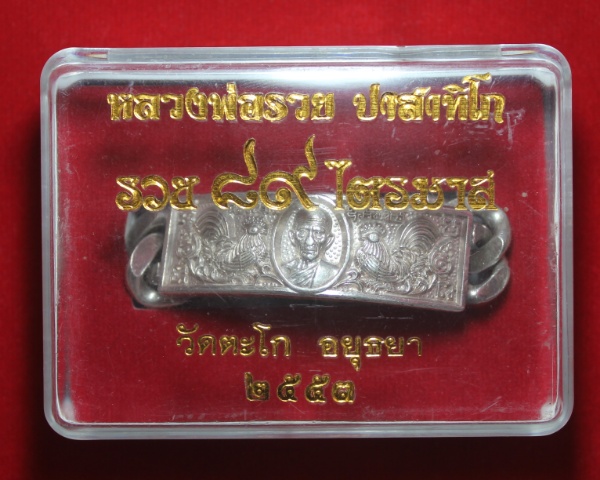 หลวงพ่อรวย ปาสาทิโก
รวย ๘๙ ไตรมาส
วัดตะโก อยุธยา
๒๕๕๓